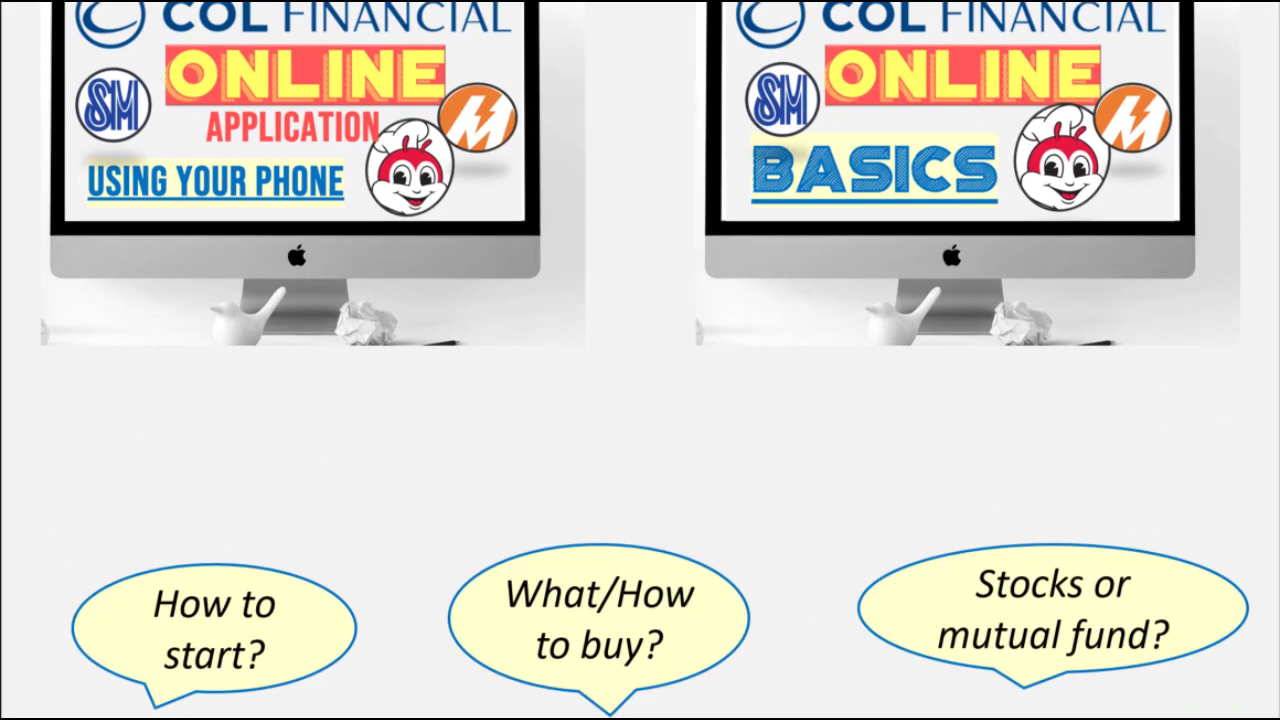 COL FINANCIAL
ONLINE
SM
APPLICATION
USING YOUR PHONE
COL FINANCIAL
ONLINE
SM
BASICS
How to
start?
What/How
to buy?
Stocks or
mutual fund?